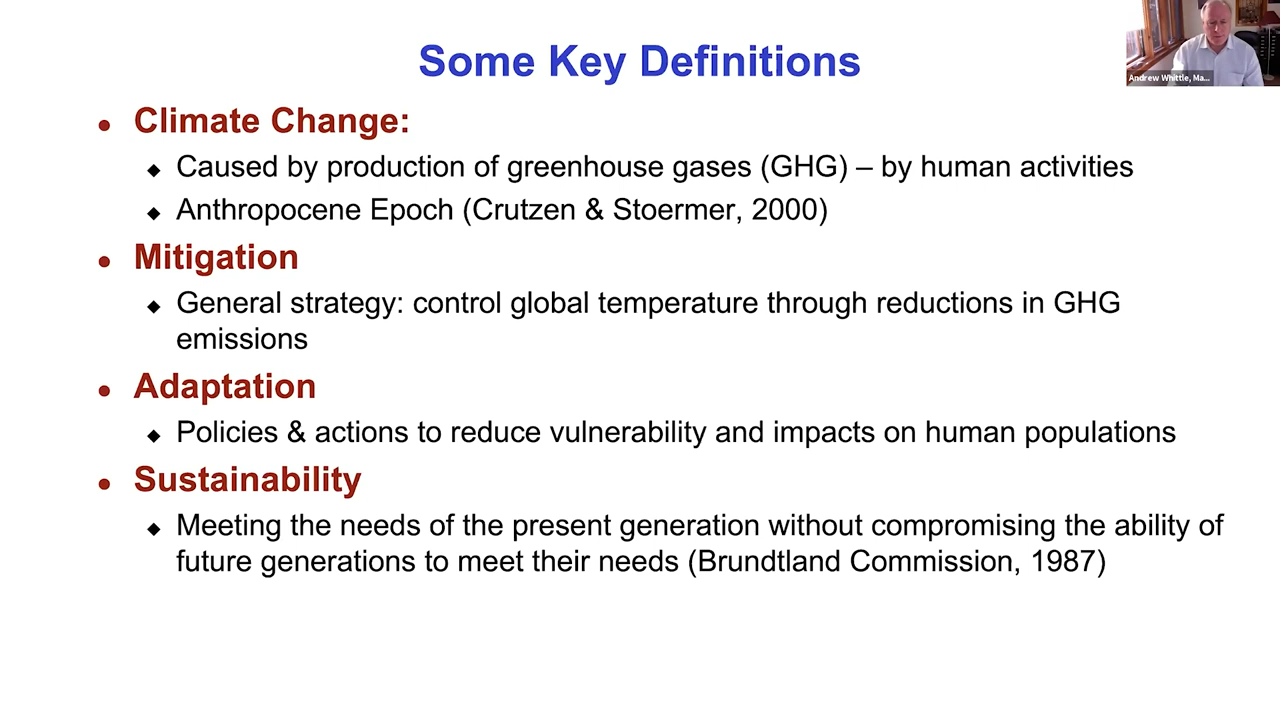 Some Key Definitions
Andrew Whittle, Ma...
Climate Change:
Caused by production of greenhouse gases (GHG) – by human activities
Anthropocene Epoch (Crutzen & Stoermer, 2000)
Mitigation
General strategy: control global temperature through reductions in GHG
emissions
Adaptation
Policies & actions to reduce vulnerability and impacts on human populations
Sustainability
Meeting the needs of the present generation without compromising the ability of
future generations to meet their needs (Brundtland Commission, 1987)